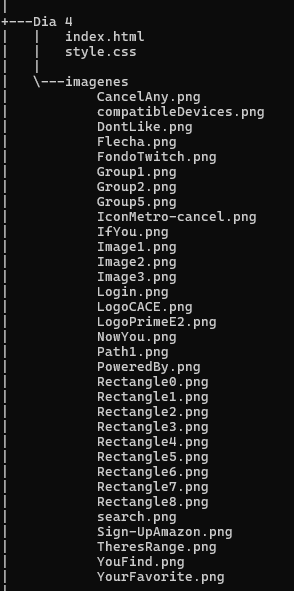 |
+---Dia 4
|   |   index.html
|   |   style.css
|   |
|   \---imagenes
|           CancelAny.png
|           compatibleDevices.png
|           DontLike.png
|           Flecha.png
|           FondoTwitch.png
|           Group1.png
|           Group2.png
|           Group5.png
|           IconMetro-cancel.png
|           IfYou.png
|           Image1.png
|           Image2.png
|           Image3.png
|           Login.png
|           LogoCACE.png
|           LogoPrimeE2.png
|           NowYou.png
|           Path1.png
|           PoweredBy.png
|           Rectangle0.png
|           Rectangle1.png
|           Rectangle2.png
|           Rectangle3.png
|           Rectangle4.png
|           Rectangle5.png
|           Rectangle6.png
|           Rectangle7.png
|           Rectangle8.png
|           search.png
|           Sign-UpAmazon.png
|           TheresRange.png
|           YouFind.png
|           YourFavorite.png
|